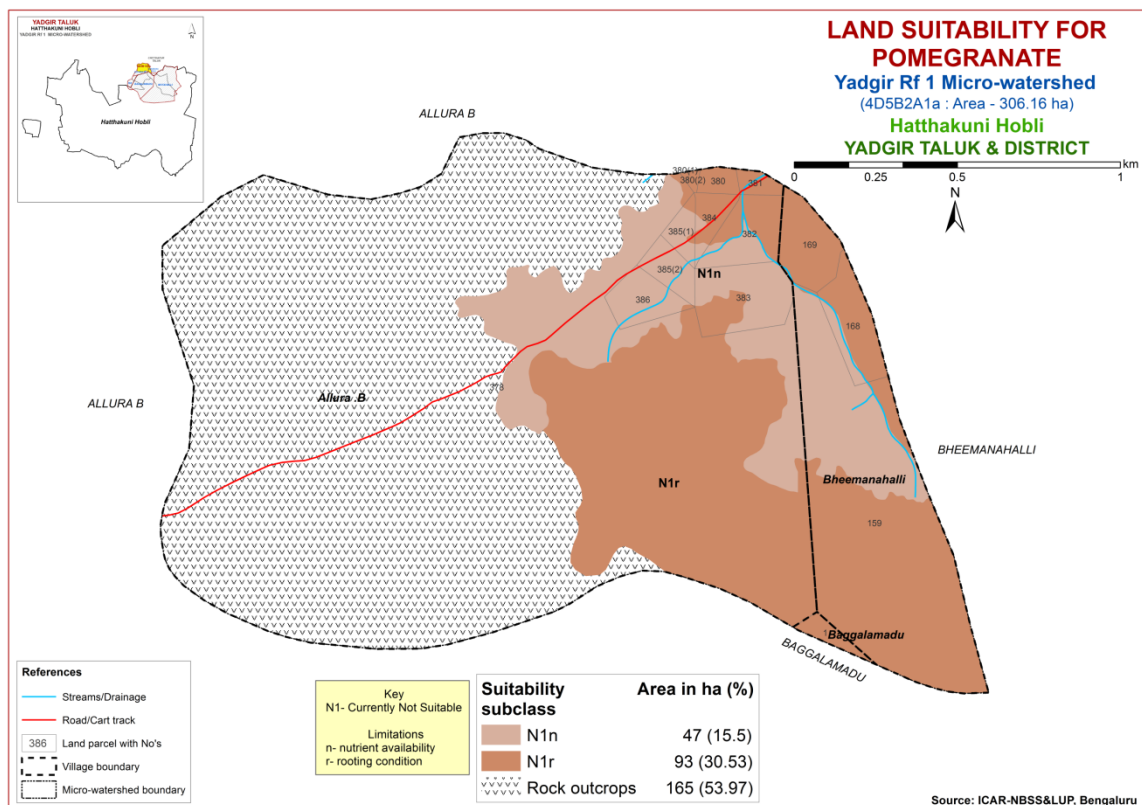 YADGIR TALUK
HATTHAKUNI HOBLI
YADGIR Rf 1 MICRO-WATERSHED
N
Hatthakuni Hobli
LAND SUITABILITY FOR
POMEGRANATE
Yadgir Rf 1 Micro-watershed
(4D5B2A1a : Area - 306.16 ha)
Hatthakuni Hobli
YADGIR TALUK & DISTRICT
km
0 0.25 0.5 1
N
ALLURA B
380(1)
380(2)
380
381
384
385(1)
382
169
385(2)
N1n
386
383
168
378
Allura .B
ALLURA B
BHEEMANAHALLI
N1r
Bheemanahalli
159
Baggalamadu
BAGGALAMADU
References
Streams/Drainage
Road/Cart track
386 Land parcel with No's
Village boundary
Micro-watershed boundary
Key
N1- Currently Not Suitable
Limitations
n- nutrient availability
r- rooting condition
Suitability subclass Area in ha (%)
N1n 47 (15.5)
N1r 93 (30.53)
Rock outcrops 165 (53.97)
Source: ICAR-NBSS&LUP, Bengaluru